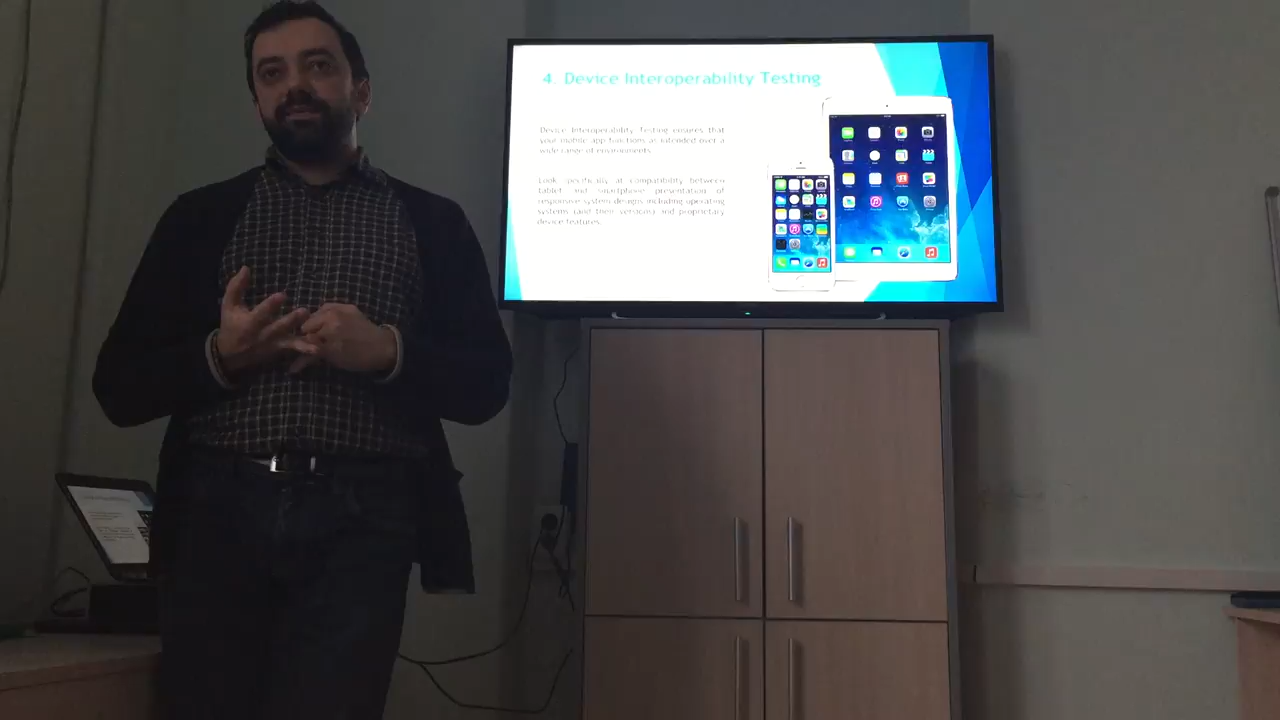 4. Device Interoperability Testing
Device Interoperability Testing ensures that
your mobile app functions as intended over a
wide range of environments.
Look specifically at compatibility between
tablet and smartphone presentation of
responsive system designs including operating
systems (and their versions) and proprietary
device features.